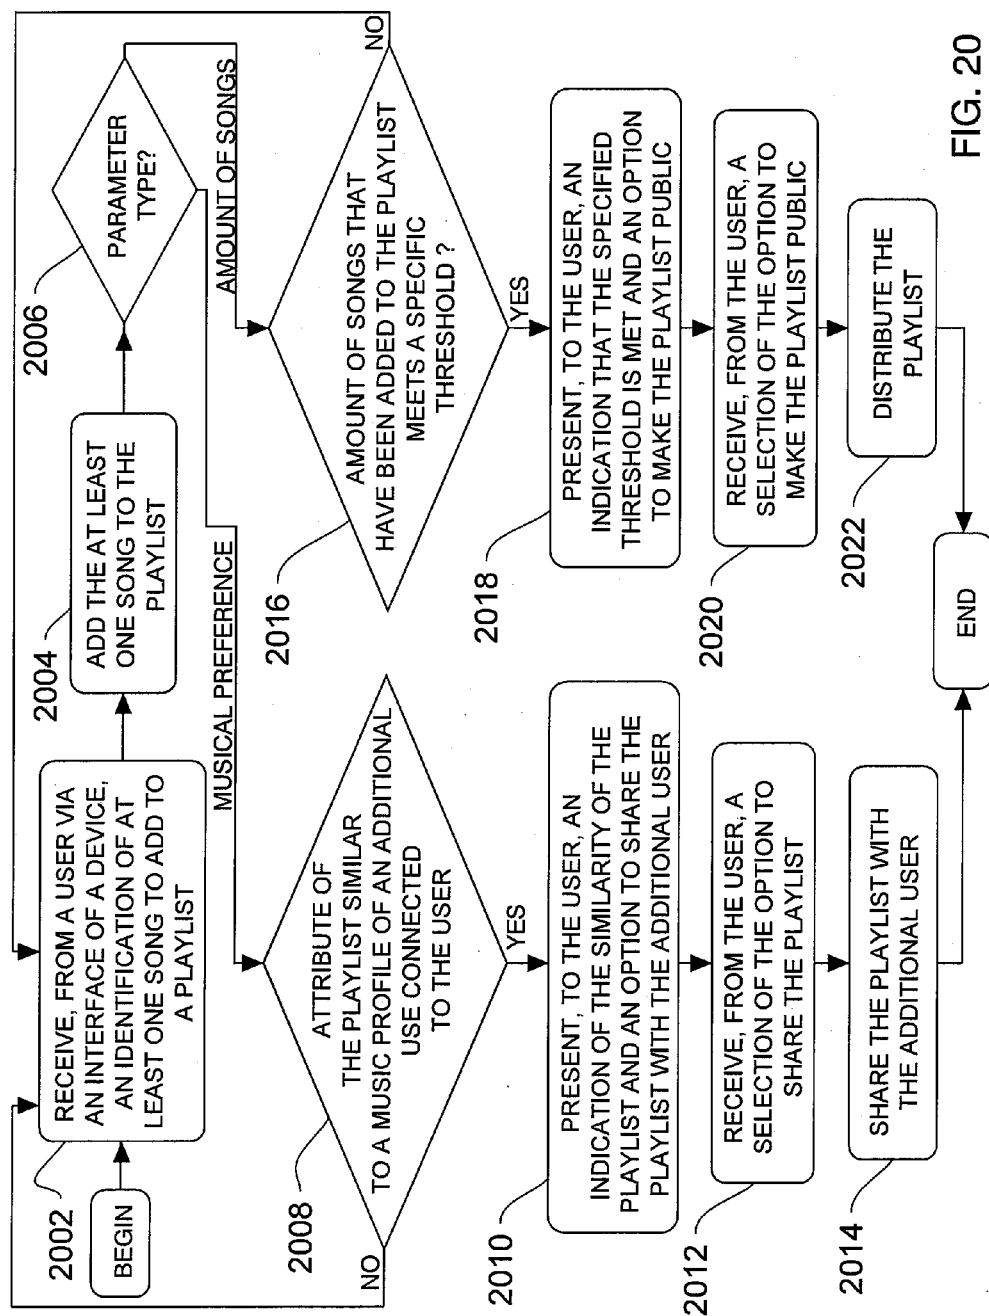 BEGIN
2002
RECEIVE, FROM A USER VIA
AN INTERFACE OF A DEVICE,
AN IDENTIFICATION OF AT
LEAST ONE SONG TO ADD TO
A PLAYLIST
2004
ADD THE AT LEAST
ONE SONG TO THE
PLAYLIST
2006
PARAMETER
TYPE?
MUSICAL PREFERENCE
AMOUNT OF SONGS
NO
2008
ATTRIBUTE OF
THE PLAYLIST SIMILAR
TO A MUSIC PROFILE OF AN ADDITIONAL
USE CONNECTED
TO THE USER
YES
2010
PRESENT, TO THE USER, AN
INDICATION OF THE SIMILARITY OF THE
PLAYLIST AND AN OPTION TO SHARE THE
PLAYLIST WITH THE ADDITIONAL USER
2012
RECEIVE, FROM THE USER, A
SELECTION OF THE OPTION TO
SHARE THE PLAYLIST
2014
SHARE THE PLAYLIST WITH
THE ADDITIONAL USER
NO
2016
AMOUNT OF SONGS THAT
HAVE BEEN ADDED TO THE PLAYLIST
MEETS A SPECIFIC
THRESHOLD ?
YES
2018
PRESENT, TO THE USER, AN
INDICATION THAT THE SPECIFIED
THRESHOLD IS MET AND AN OPTION
TO MAKE THE PLAYLIST PUBLIC
2020
RECEIVE, FROM THE USER, A
SELECTION OF THE OPTION TO
MAKE THE PLAYLIST PUBLIC
2022
DISTRIBUTE THE
PLAYLIST
END
FIG. 20